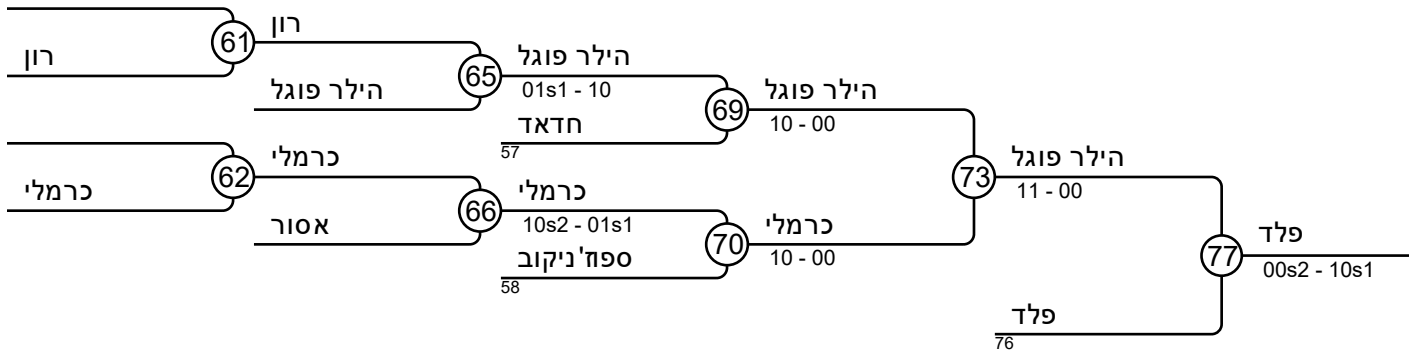 רון
61
רון
הילר פוגל
65
הילר פוגל
01s1 - 10
חדאד
57
69
הילר פוגל
10 - 00
כרמלי
62
כרמלי
אסור
66
כרמלי
10s2 - 01s1
ספוז'ניקוב
58
70
כרמלי
10 - 00
73
הילר פוגל
11 - 00
פלד
76
77
פלד
00s2 - 10s1